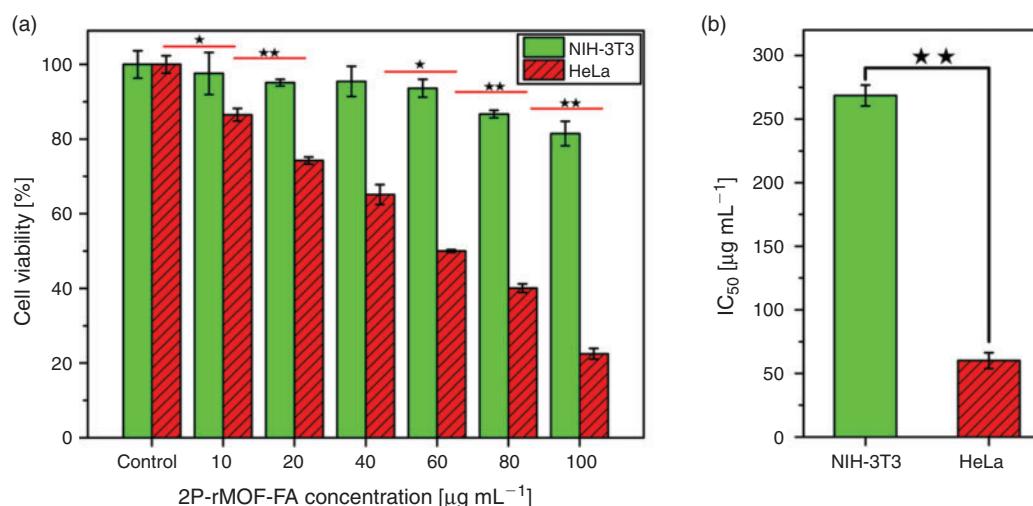 (a)
★
★★
★
★★
★★
NIH-3T3
HeLa
100
80
60
40
20
0
Cell viability [%]
Control 10 20 40 60 80 100
2P-rMOF-FA concentration [μg mL⁻¹]
(b)
★★
300
250
200
150
100
50
0
IC₅₀ [μg mL⁻¹]
NIH-3T3 HeLa